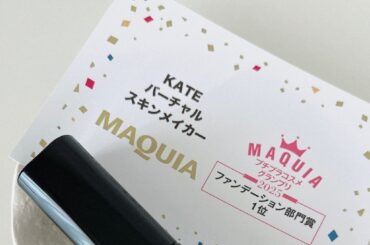 KATE
バーチャル
スキンメイカー
MAQUIA
MAQUIA
プチプラコスメ
グランプリ
2025
ファンデーション部門賞
1位